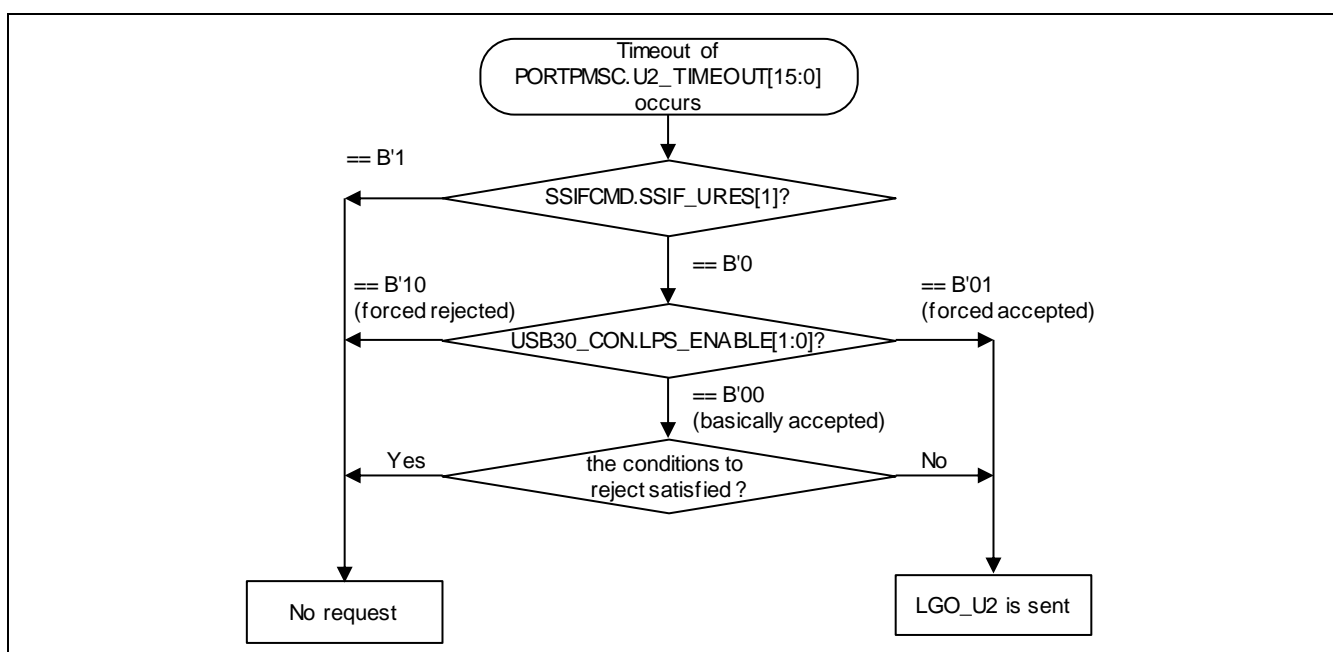 Timeout of
PORTPMSC.U2_TIMEOUT[15:0]
occurs
== B'1
SSIFCMD.SSIF_URES[1]?
== B'0
== B'10
(forced rejected)
== B'01
(forced accepted)
USB30_CON.LPS_ENABLE[1:0]?
== B'00
(basically accepted)
Yes
the conditions to
reject satisfied ?
No
No request
LGO_U2 is sent